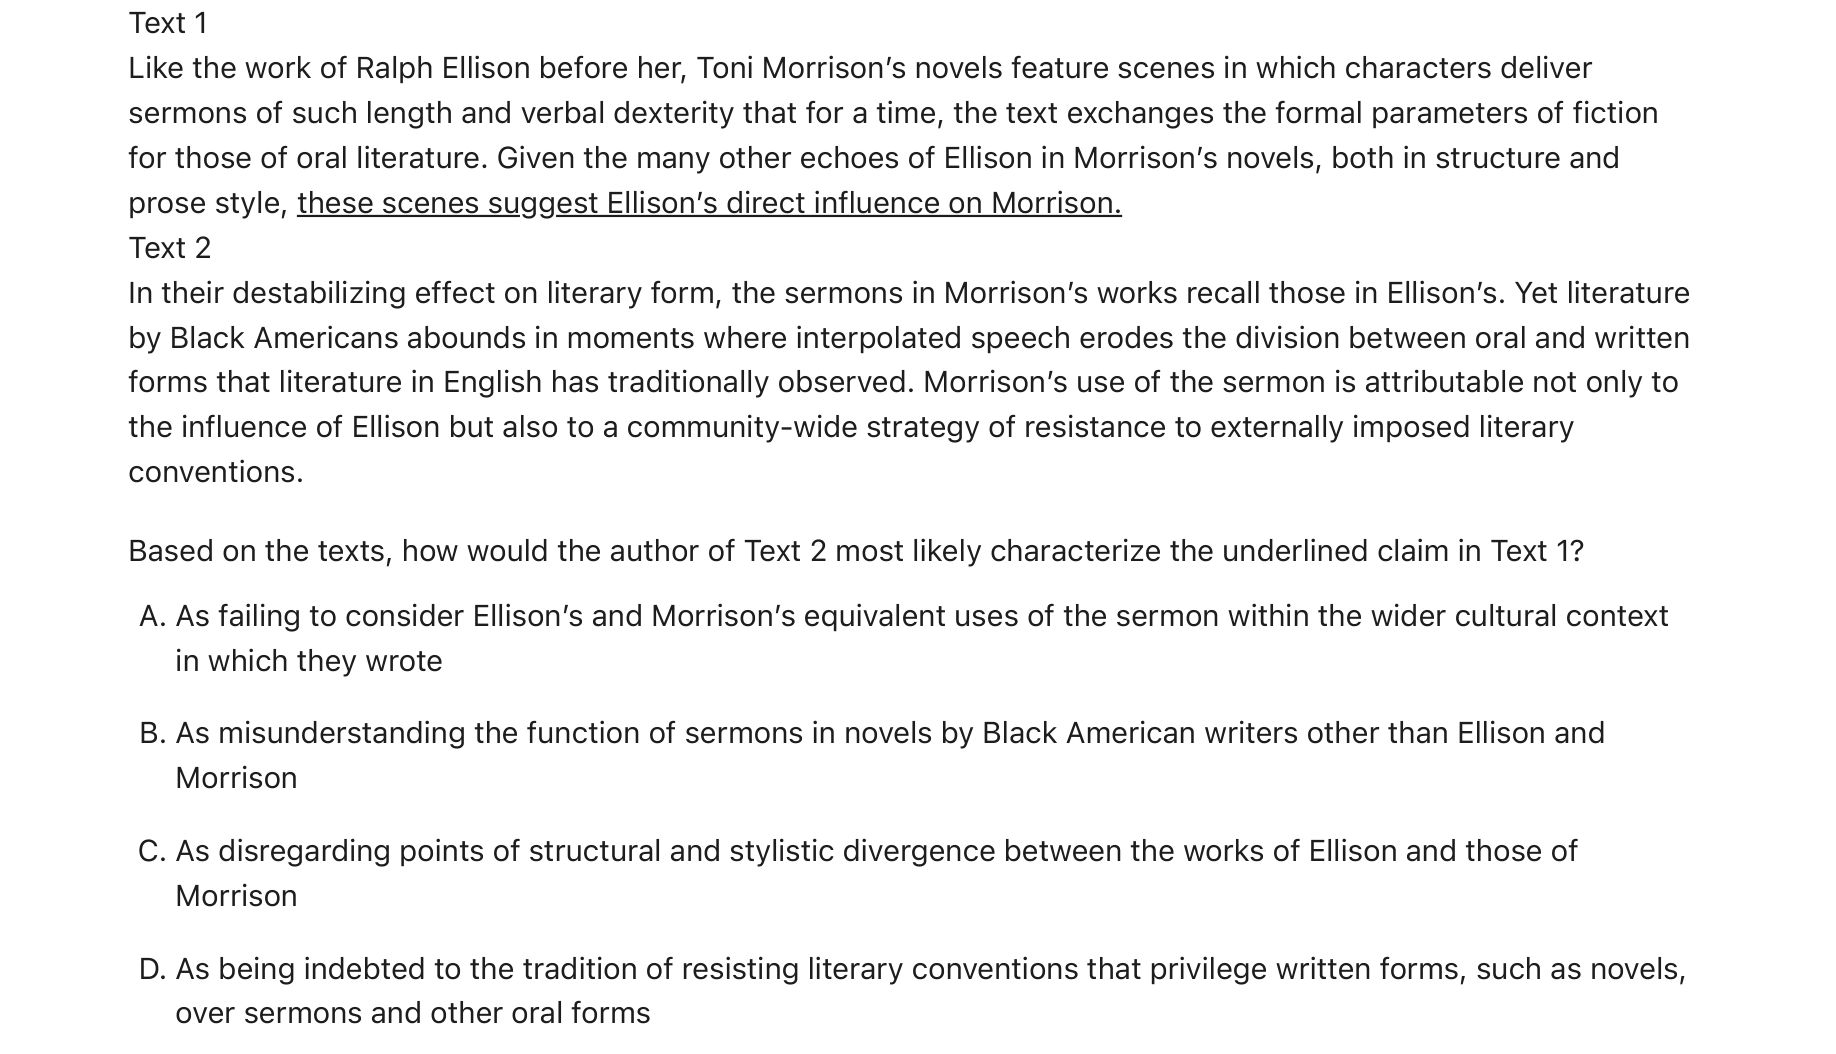 Text 1
Like the work of Ralph Ellison before her, Toni Morrison’s novels feature scenes in which characters deliver
sermons of such length and verbal dexterity that for a time, the text exchanges the formal parameters of fiction
for those of oral literature. Given the many other echoes of Ellison in Morrison’s novels, both in structure and
prose style, these scenes suggest Ellison’s direct influence on Morrison.
Text 2
In their destabilizing effect on literary form, the sermons in Morrison’s works recall those in Ellison’s. Yet literature
by Black Americans abounds in moments where interpolated speech erodes the division between oral and written
forms that literature in English has traditionally observed. Morrison’s use of the sermon is attributable not only to
the influence of Ellison but also to a community-wide strategy of resistance to externally imposed literary
conventions.
Based on the texts, how would the author of Text 2 most likely characterize the underlined claim in Text 1?
A. As failing to consider Ellison’s and Morrison’s equivalent uses of the sermon within the wider cultural context
in which they wrote
B. As misunderstanding the function of sermons in novels by Black American writers other than Ellison and
Morrison
C. As disregarding points of structural and stylistic divergence between the works of Ellison and those of
Morrison
D. As being indebted to the tradition of resisting literary conventions that privilege written forms, such as novels,
over sermons and other oral forms